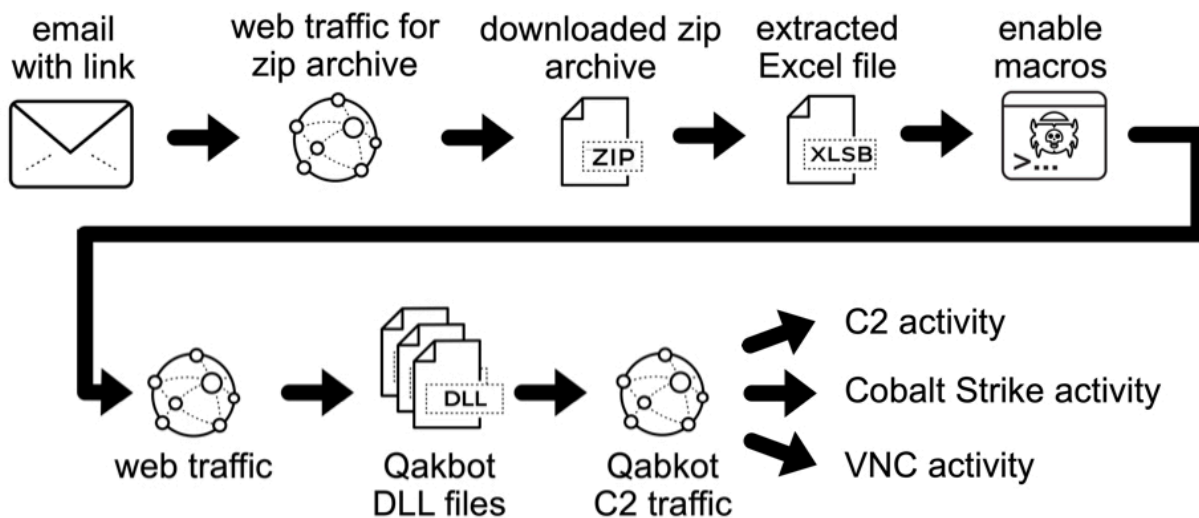 email
with link
web traffic for
zip archive
downloaded zip
archive
extracted
Excel file
enable
macros
ZIP
XLSB
>_...
C2 activity
DLL
Cobalt Strike activity
VNC activity
web traffic
Qakbot
DLL files
Qabkot
C2 traffic